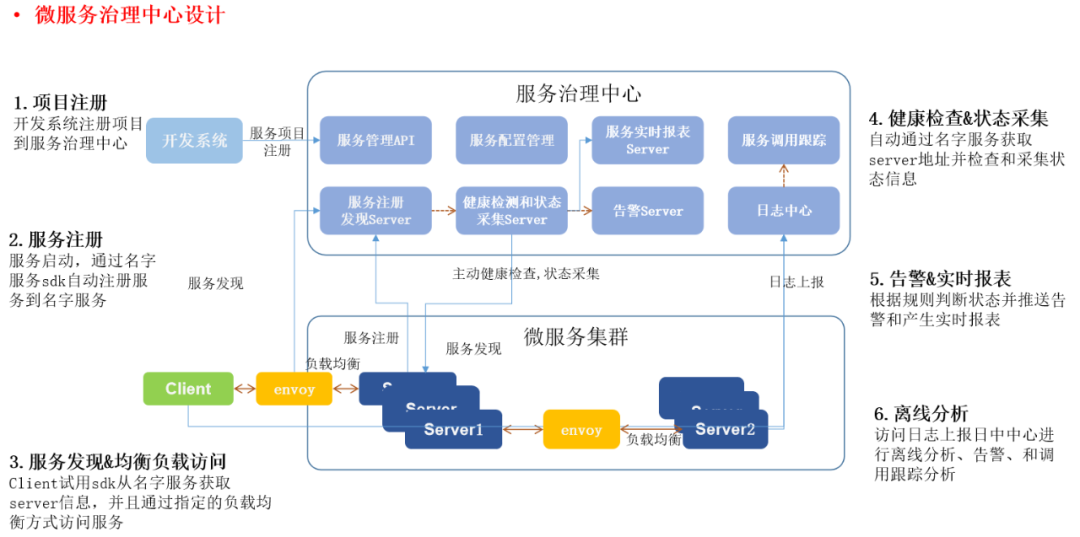 • 微服务治理中心设计
1. 项目注册
开发系统注册项目
到服务治理中心
2. 服务注册
服务启动，通过名字
服务sdk自动注册服
务到名字服务
3. 服务发现&均衡负载访问
Client试用sdk从名字服务获取
server信息，并且通过指定的负载均
衡方式访问服务
开发系统
服务项目
注册
服务治理中心
服务管理API
服务配置管理
服务实时报表
Server
服务调用跟踪
服务注册
发现Server
健康检测和状态
采集Server
告警Server
日志中心
服务发现
主动健康检查,状态采集
日志上报
微服务集群
服务注册
服务发现
负载均衡
Client
envoy
Server
Server1
envoy
负载均衡
Server2
4. 健康检查&状态采集
自动通过名字服务获取
server地址并检查和采集状
态信息
5. 告警&实时报表
根据规则判断状态并推送告
警和产生实时报表
6. 离线分析
访问日志上报日中中心进
行离线分析、告警、和调
用跟踪分析